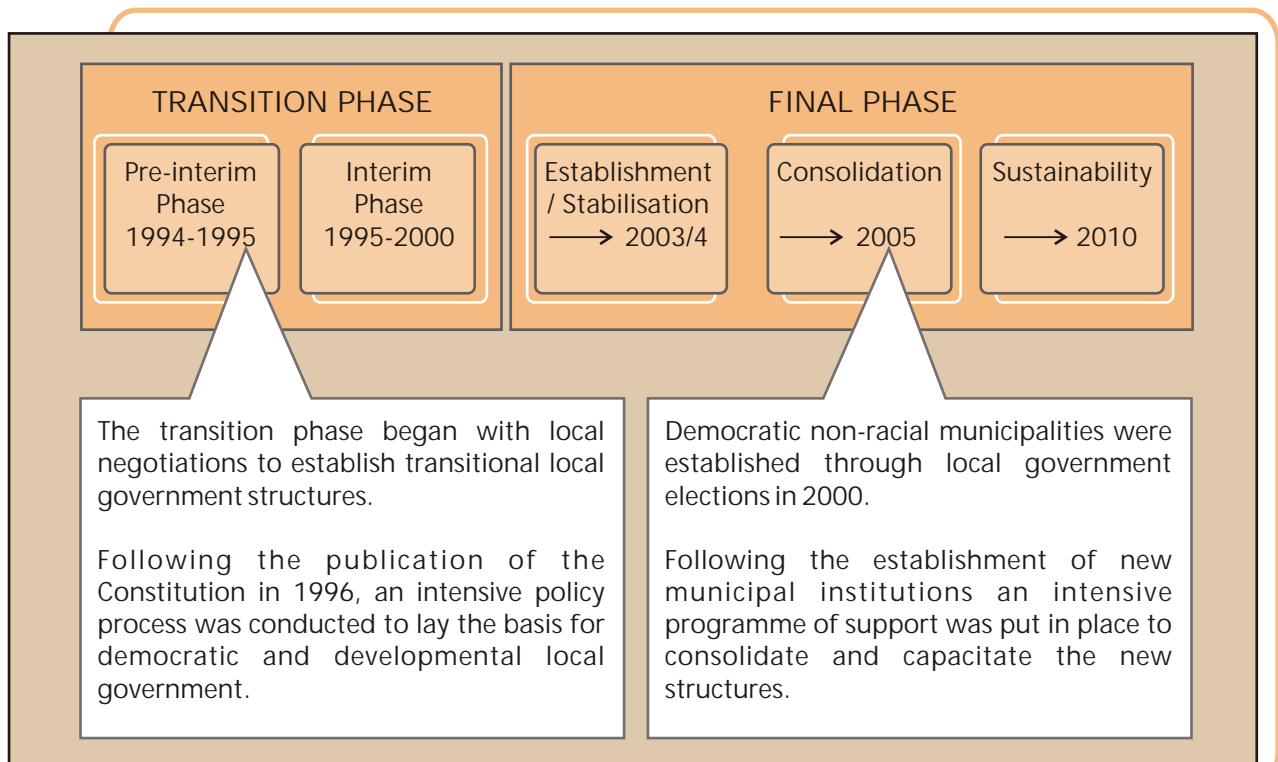 TRANSITION PHASE
Pre-interim
Phase
1994-1995
Interim
Phase
1995-2000
FINAL PHASE
Establishment
/ Stabilisation
→ 2003/4
Consolidation
→ 2005
Sustainability
→ 2010
The transition phase began with local
negotiations to establish transitional local
government structures.
Following the publication of the
Constitution in 1996, an intensive policy
process was conducted to lay the basis for
democratic and developmental local
government.
Democratic non-racial municipalities were
established through local government
elections in 2000.
Following the establishment of new
municipal institutions an intensive
programme of support was put in place to
consolidate and capacitate the new
structures.